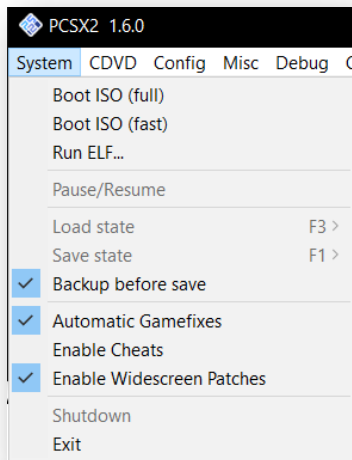 PCSX2 1.6.0
System CDVD Config Misc Debug
Boot ISO (full)
Boot ISO (fast)
Run ELF...
Pause/Resume
Load state F3
Save state F1
Backup before save
Automatic Gamefixes
Enable Cheats
Enable Widescreen Patches
Shutdown
Exit